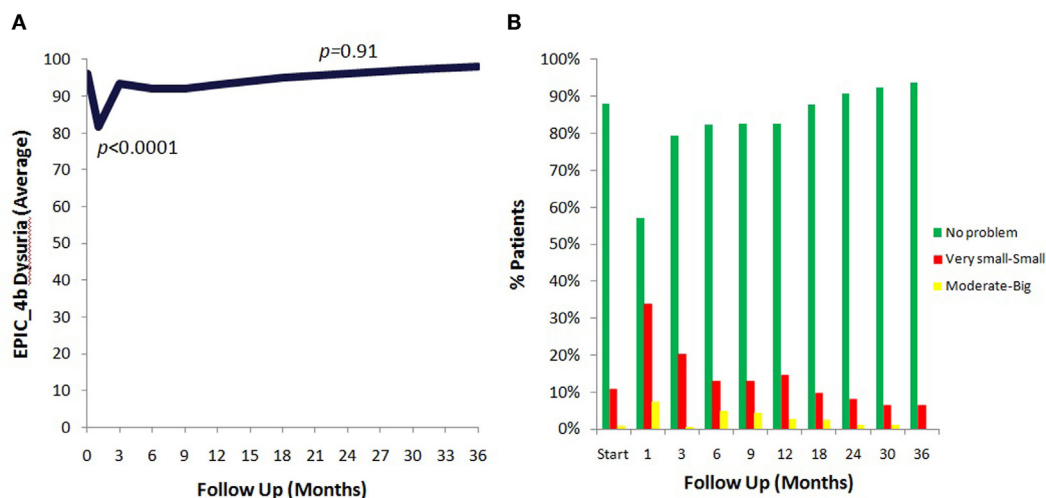 A
p=0.91
100
90
80
p<0.0001
70
60
50
40
30
20
10
0
EPIC_4b Dysuria (Average)
0 3 6 9 12 15 18 21 24 27 30 33 36
Follow Up (Months)
B
100%
90%
80%
70%
60%
50%
40%
30%
20%
10%
0%
% Patients
Start 1 3 6 9 12 18 24 30 36
Follow Up (Months)
No problem
Very small-Small
Moderate-Big